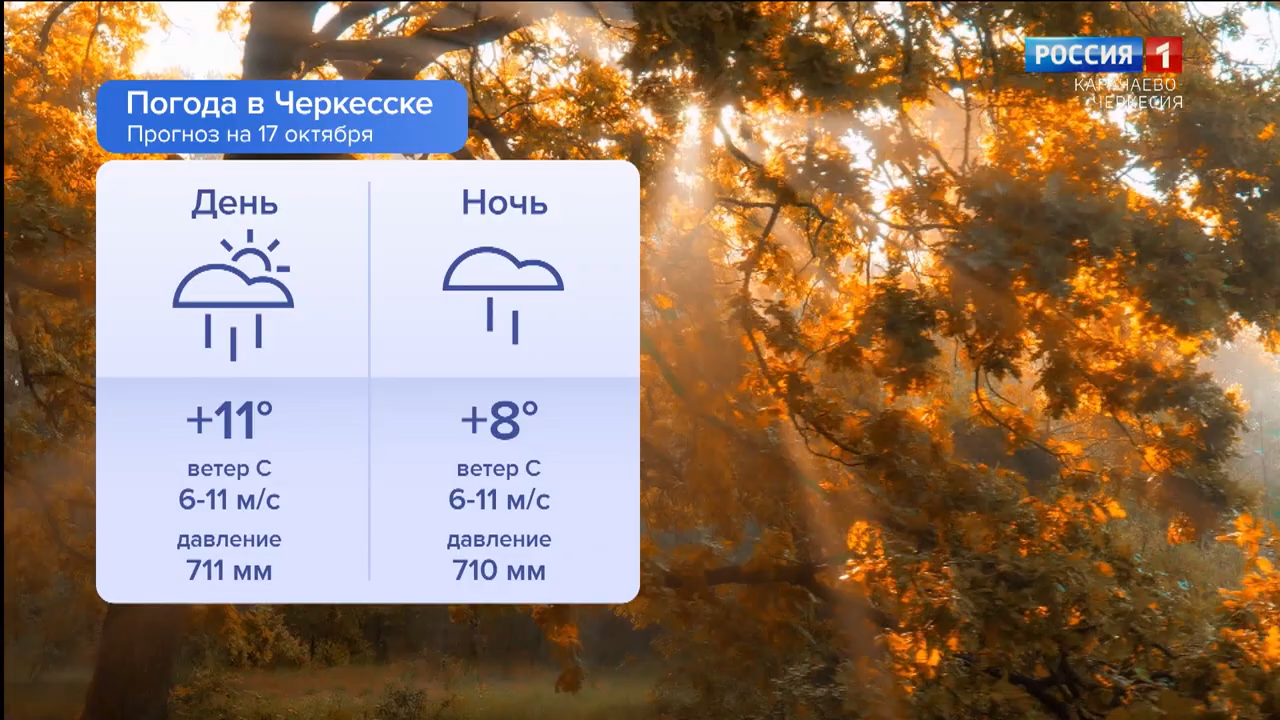 РОССИЯ 1
КАРАЧАЕВО
ЧЕРКЕСИЯ
Погода в Черкесске
Прогноз на 17 октября
День
Ночь
+11°
+8°
ветер С
ветер С
6-11 м/с
6-11 м/с
давление
давление
711 мм
710 мм